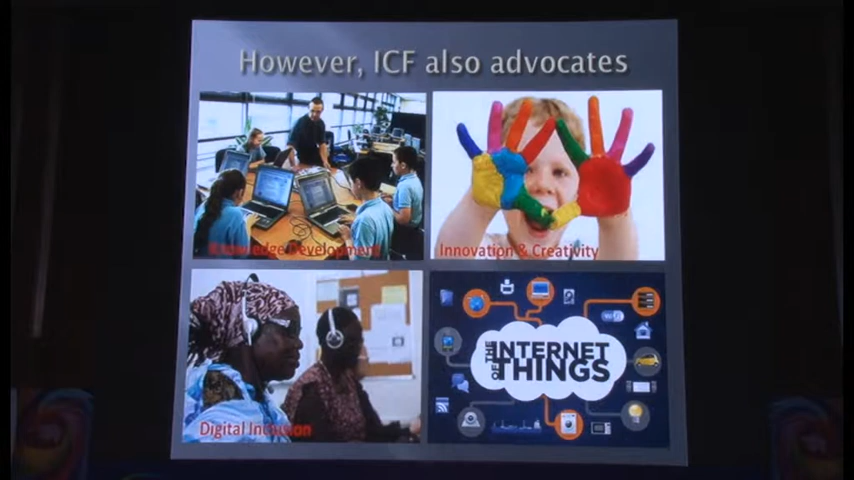 However, ICF also advocates
Knowledge Development
Innovation & Creativity
Digital Inclusion
THE INTERNET
OF THINGS